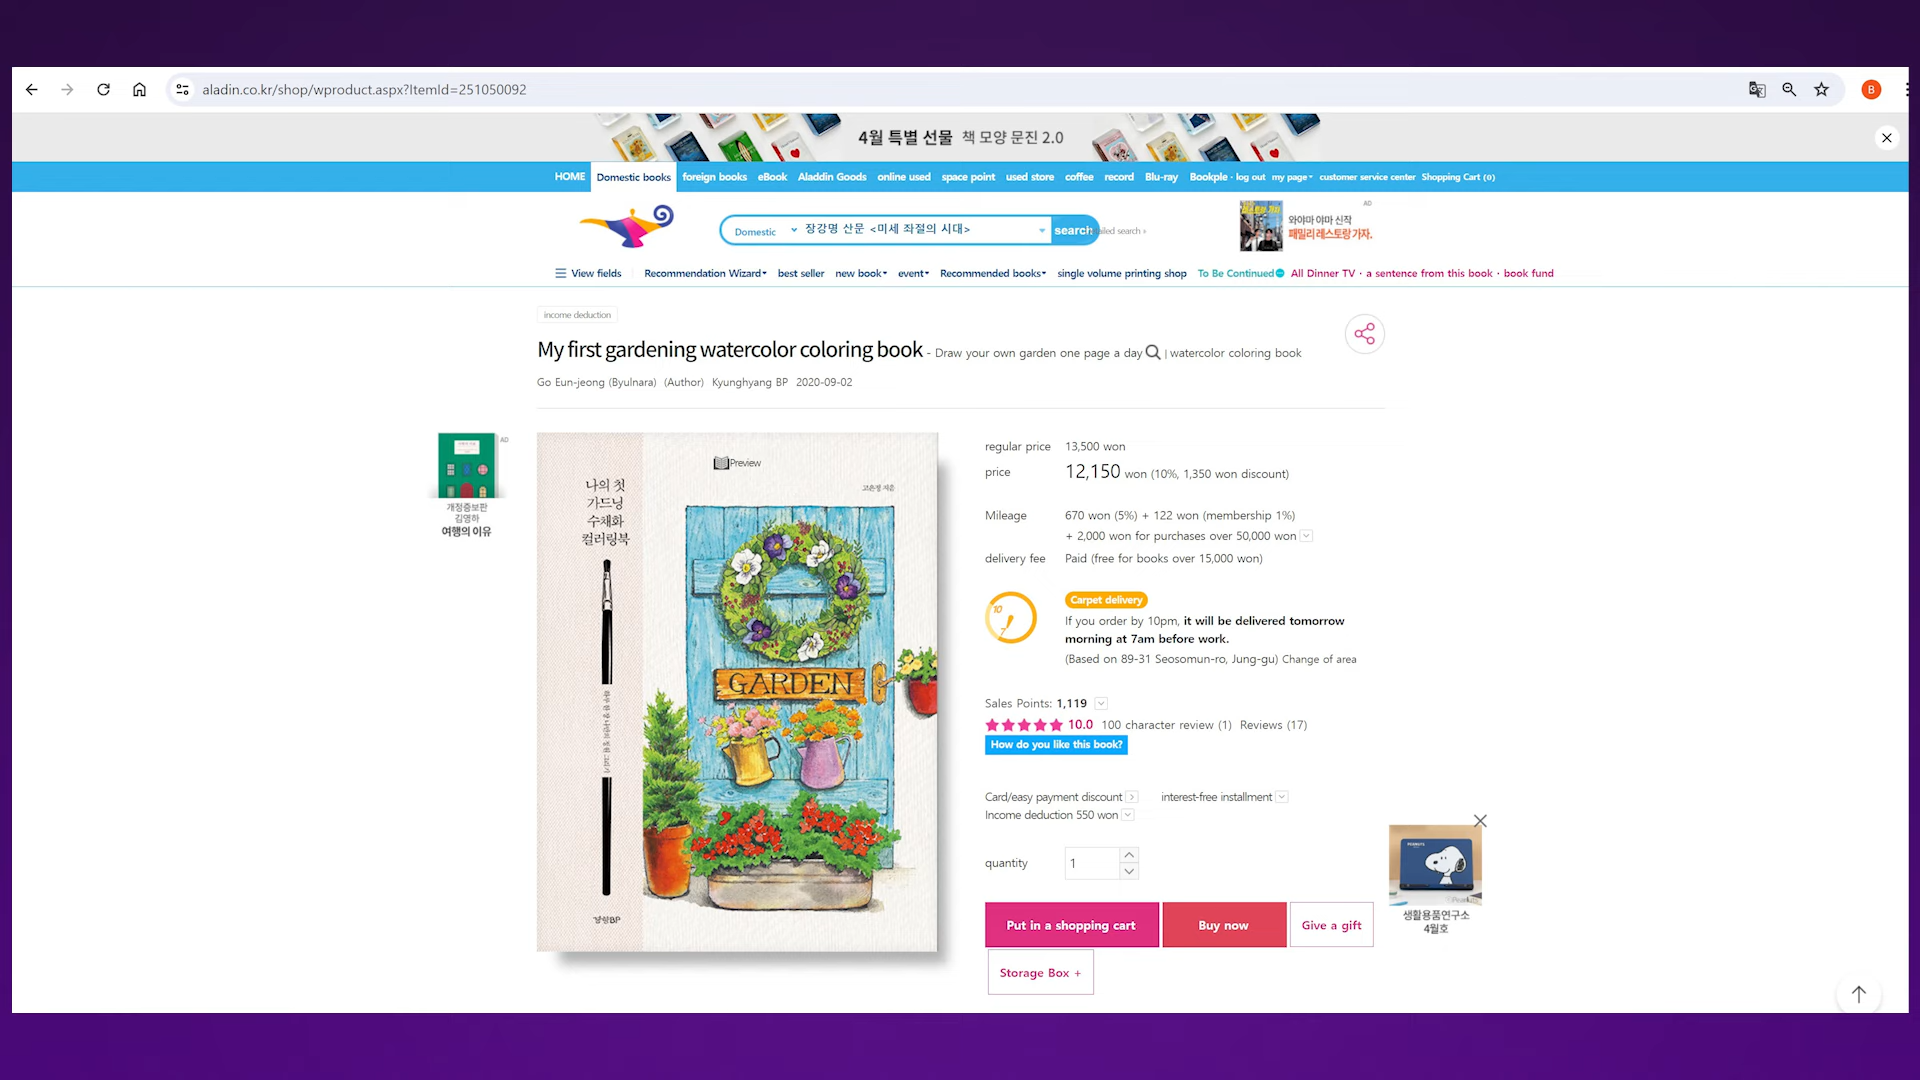 aladin.co.kr/shop/wproduct.aspx?ItemId=251050092
B
4월 특별 선물 책 모양 문진 2.0
HOME Domestic books foreign books eBook Aladdin Goods online used space point used store coffee record Blu-ray Bookple · log out my page customer service center Shopping Cart (0)
Domestic 장강명 산문 <미세 좌절의 시대> search
AD
와야마 야마 신작
패밀리 레스토랑 가자.
View fields Recommendation Wizard best seller new book event Recommended books single volume printing shop To Be Continued All Dinner TV · a sentence from this book · book fund
income deduction
My first gardening watercolor coloring book - Draw your own garden one page a day | watercolor coloring book
Go Eun-jeong (Byulnara) (Author) Kyunghyang BP 2020-09-02
AD
개정증보판
김영하
여행의 이유
Preview
고은정 지음
나의 첫
가드닝
수채화
컬러링북
GARDEN
경향BP
regular price 13,500 won
price 12,150 won (10%, 1,350 won discount)
Mileage 670 won (5%) + 122 won (membership 1%)
+ 2,000 won for purchases over 50,000 won
delivery fee Paid (free for books over 15,000 won)
10
7
Carpet delivery
If you order by 10pm, it will be delivered tomorrow
morning at 7am before work.
(Based on 89-31 Seosomun-ro, Jung-gu) Change of area
Sales Points: 1,119
10.0 100 character review (1) Reviews (17)
How do you like this book?
Card/easy payment discount interest-free installment
Income deduction 550 won
quantity 1
Put in a shopping cart Buy now Give a gift
Storage Box +
PEANUTS
생활용품연구소
4월호